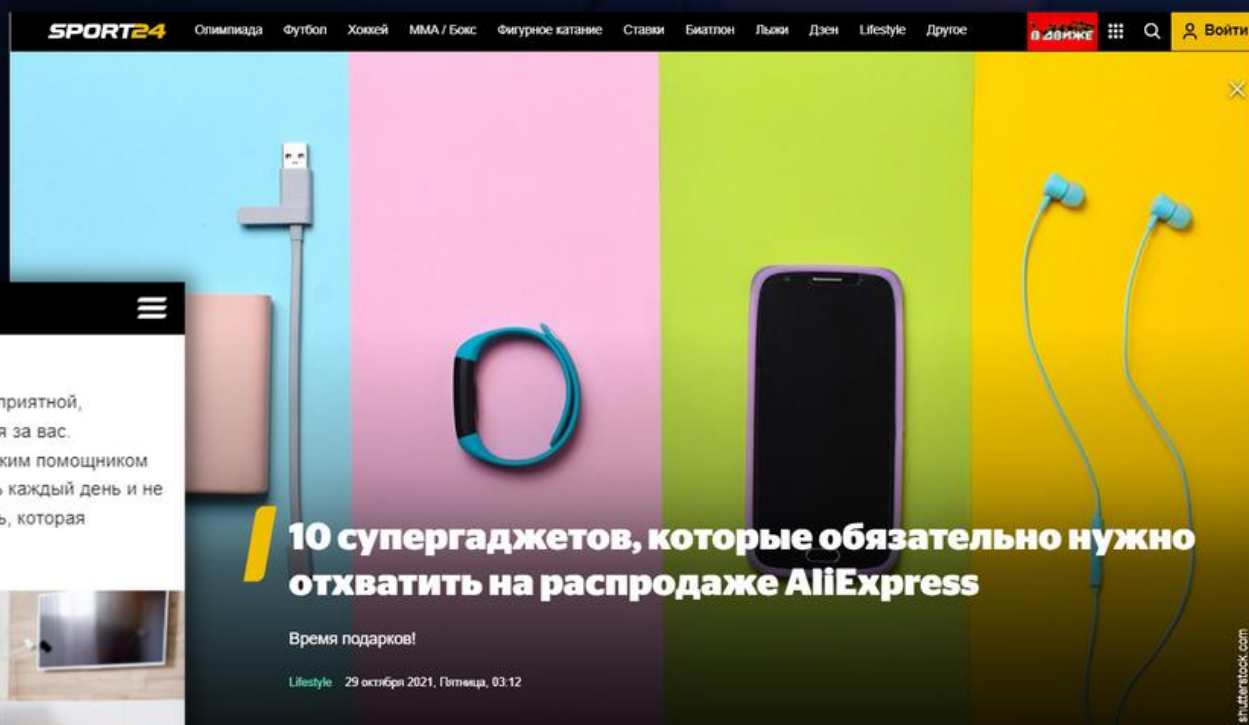 SPORT24 Олимпиада Футбол Хоккей ММА / Бокс Фигурное катание Ставки Биатлон Лыжи Дзен Lifestyle Другое В ДВИЖЕ Войти
приятной,
я за вас.
ким помощником
ь каждый день и не
ь, которая
10 супергаджетов, которые обязательно нужно
отхватить на распродаже AliExpress
Время подарков!
Lifestyle 29 октября 2021, Пятница, 03:12
shutterstock.com